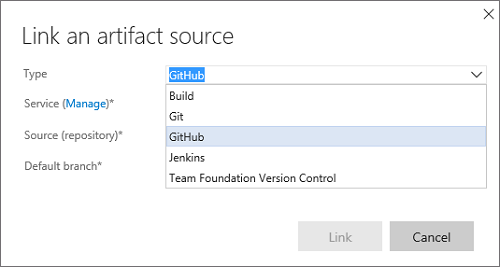 Link an artifact source
Type
GitHub
Service (Manage)*
Build
Git
Source (repository)*
GitHub
Jenkins
Default branch*
Team Foundation Version Control
Link
Cancel